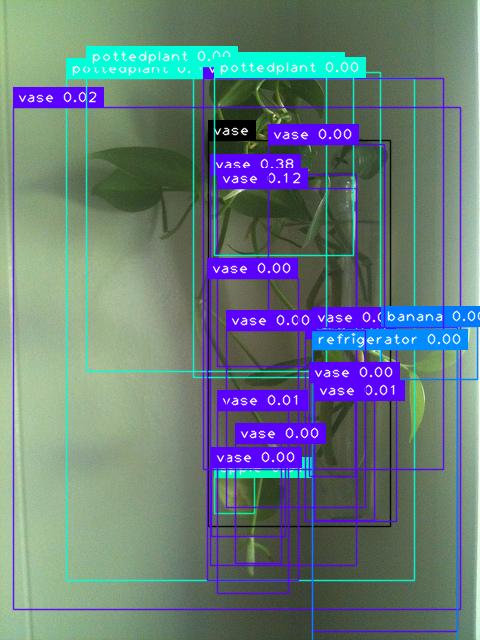 pottedplant 0.00
pottedplant 0.
pottedplant 0.00
vase 0.02
vase
vase 0.00
vase 0.38
vase 0.12
vase 0.00
vase 0.00
vase 0.0
banana 0.00
refrigerator 0.00
vase 0.00
vase 0.01
vase 0.01
vase 0.00
vase 0.00